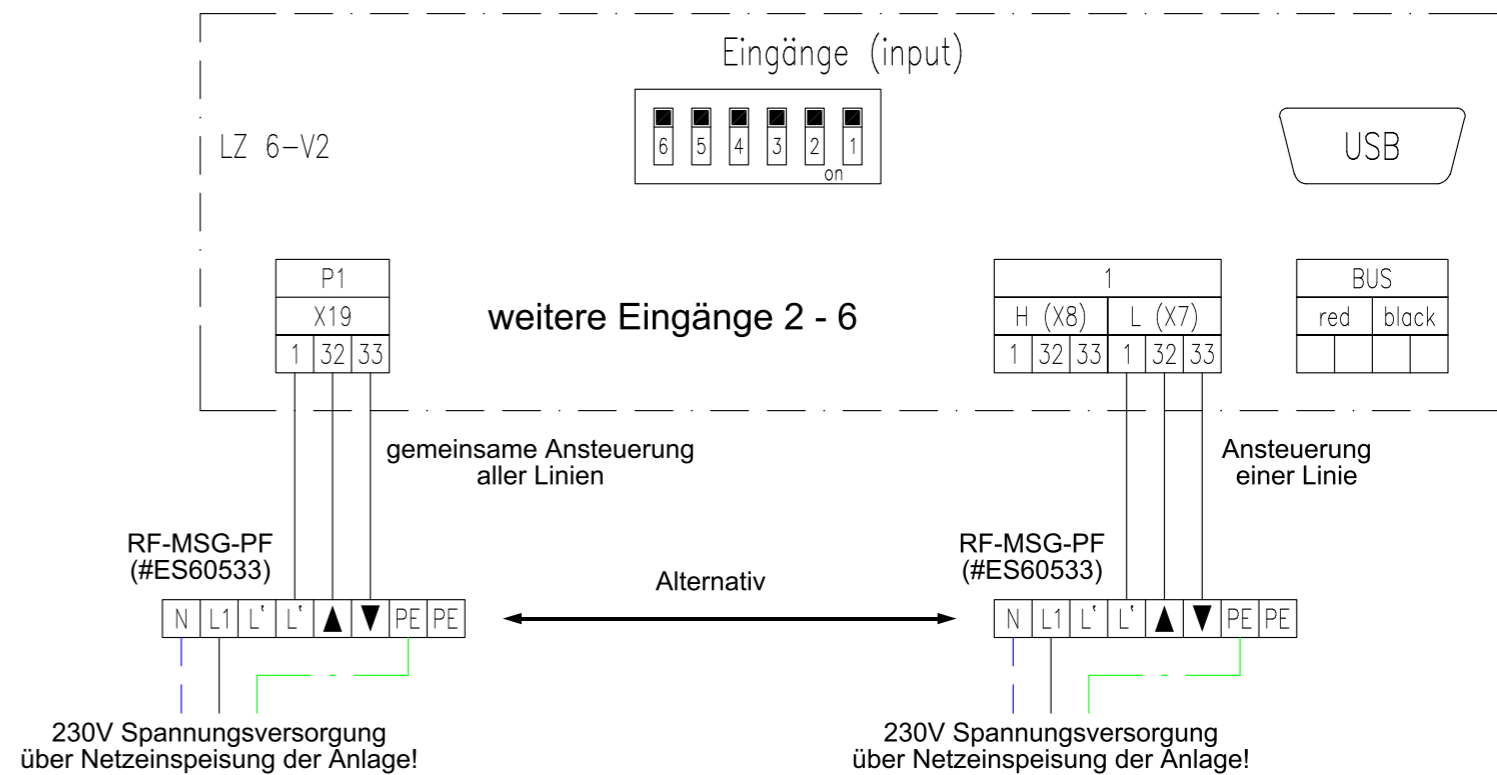 Eingänge (input)
LZ 6-V2
6 5 4 3 2 1
on
USB
P1
X19
1 32 33
weitere Eingänge 2 - 6
1
H (X8) L (X7)
1 32 33 1 32 33
BUS
red black
gemeinsame Ansteuerung
aller Linien
Ansteuerung
einer Linie
RF-MSG-PF
(#ES60533)
Alternativ
RF-MSG-PF
(#ES60533)
N L1 L' L' ▲ ▼ PE PE
N L1 L' L' ▲ ▼ PE PE
230V Spannungsversorgung
über Netzeinspeisung der Anlage!
230V Spannungsversorgung
über Netzeinspeisung der Anlage!